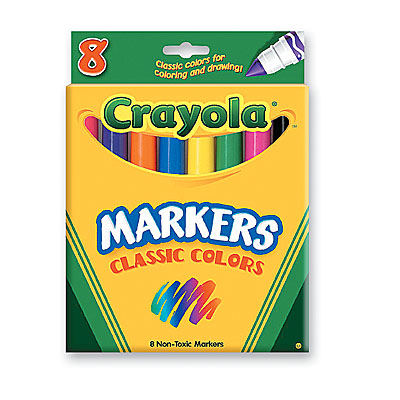 8
Classic colors for
coloring and drawing!
Crayola
MARKERS
CLASSIC COLORS
8 Non-Toxic Markers